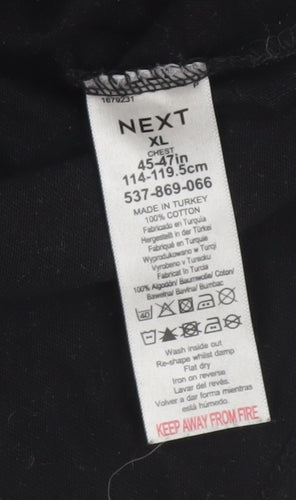 1679231
P
NEXT
XL
CHEST
45-47in
114-119.5cm
537-869-066
MADE IN TURKEY
100% COTTON
Fabricado en Turquía
Hergestellt in der Türkei
Fabriqué en Turquie
Wyprodukowano w Turcji
Vyrobeno v Turecku
Fabricat în Turcia
100% Algodón/ Baumwolle/ Coton/
Bawełna/ Bavlna/ Bumbac
40
Wash inside out
Re-shape whilst damp
Flat dry
Iron on reverse
Lavar del revés.
Volver a dar forma mientras
está húmedo.
KEEP AWAY FROM FIRE